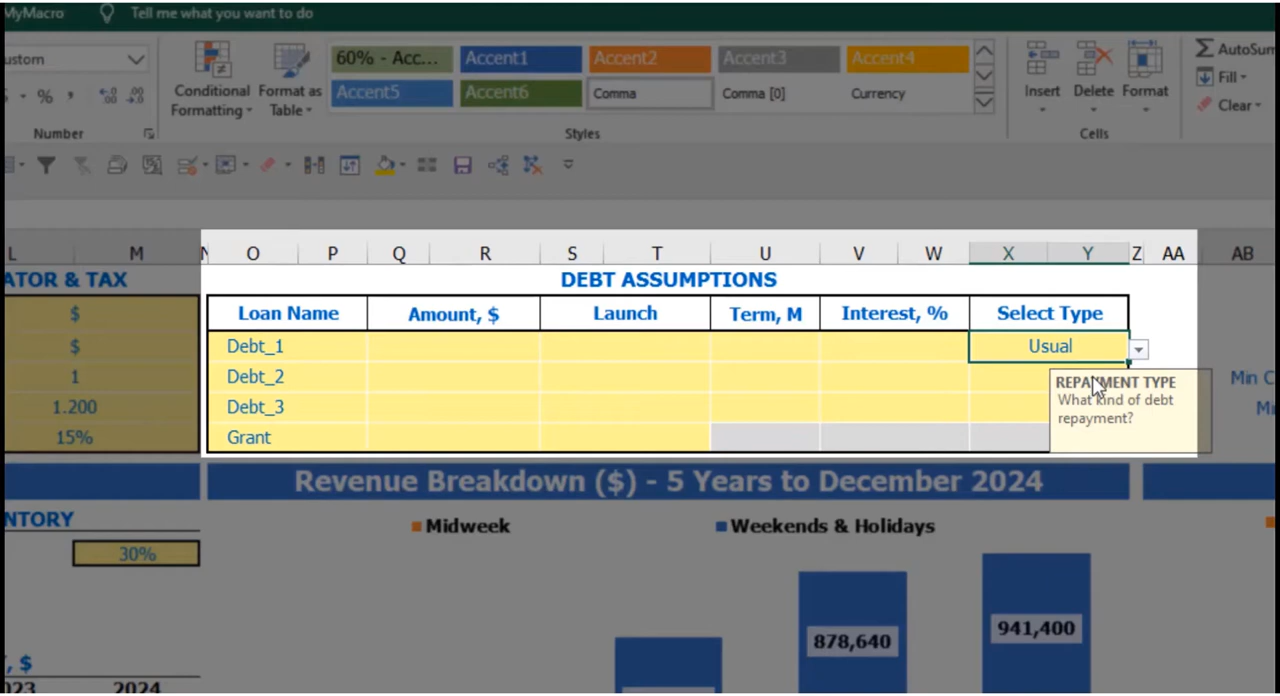 MyMacro Tell me what you want to do
ustom
60% - Acc... Accent1 Accent2 Accent3 Accent4
Accent5 Accent6 Comma Comma [0] Currency
Conditional Formatting
Format as Table
Insert Delete Format
AutoSum
Fill
Clear
%
Number Styles Cells
L M N O P Q R S T U V W X Y Z AA AB
ATOR & TAX
DEBT ASSUMPTIONS
$ Loan Name Amount, $ Launch Term, M Interest, % Select Type
$ Debt_1 Usual
1 Debt_2
1.200 Debt_3
15% Grant
REPAYMENT TYPE
What kind of debt
repayment?
Min C
Mi
Revenue Breakdown ($) - 5 Years to December 2024
NTORY
30%
Midweek Weekends & Holidays
878,640
941,400
, $
023 2024